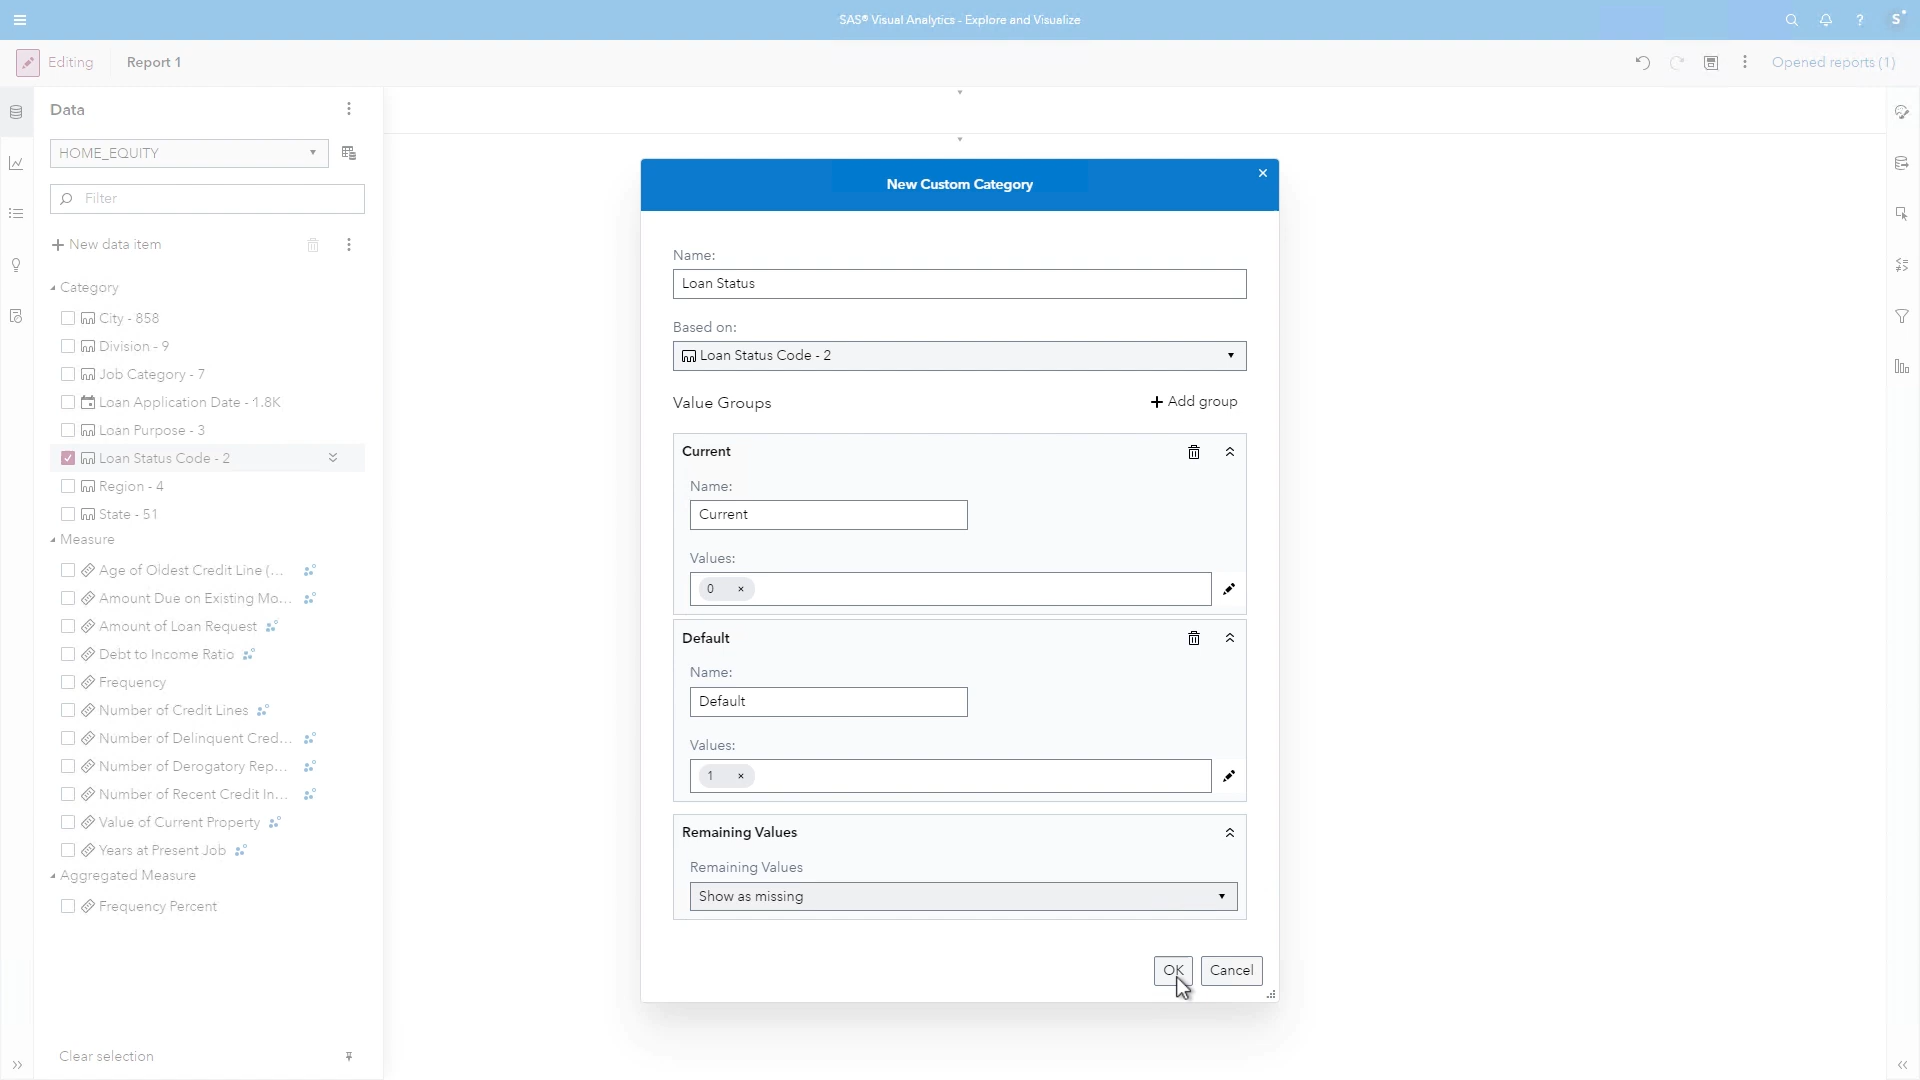 SAS® Visual Analytics - Explore and Visualize
?
S
Editing
Report 1
Opened reports (1)
Data
HOME_EQUITY
Filter
New data item
Category
City - 858
Division - 9
Job Category - 7
Loan Application Date - 1.8K
Loan Purpose - 3
Loan Status Code - 2
Region - 4
State - 51
Measure
Age of Oldest Credit Line (...
Amount Due on Existing Mo...
Amount of Loan Request
Debt to Income Ratio
Frequency
Number of Credit Lines
Number of Delinquent Cred...
Number of Derogatory Rep...
Number of Recent Credit In...
Value of Current Property
Years at Present Job
Aggregated Measure
Frequency Percent
Clear selection
New Custom Category
Name:
Loan Status
Based on:
Loan Status Code - 2
Value Groups
Add group
Current
Name:
Current
Values:
0
Default
Name:
Default
Values:
1
Remaining Values
Remaining Values
Show as missing
OK
Cancel